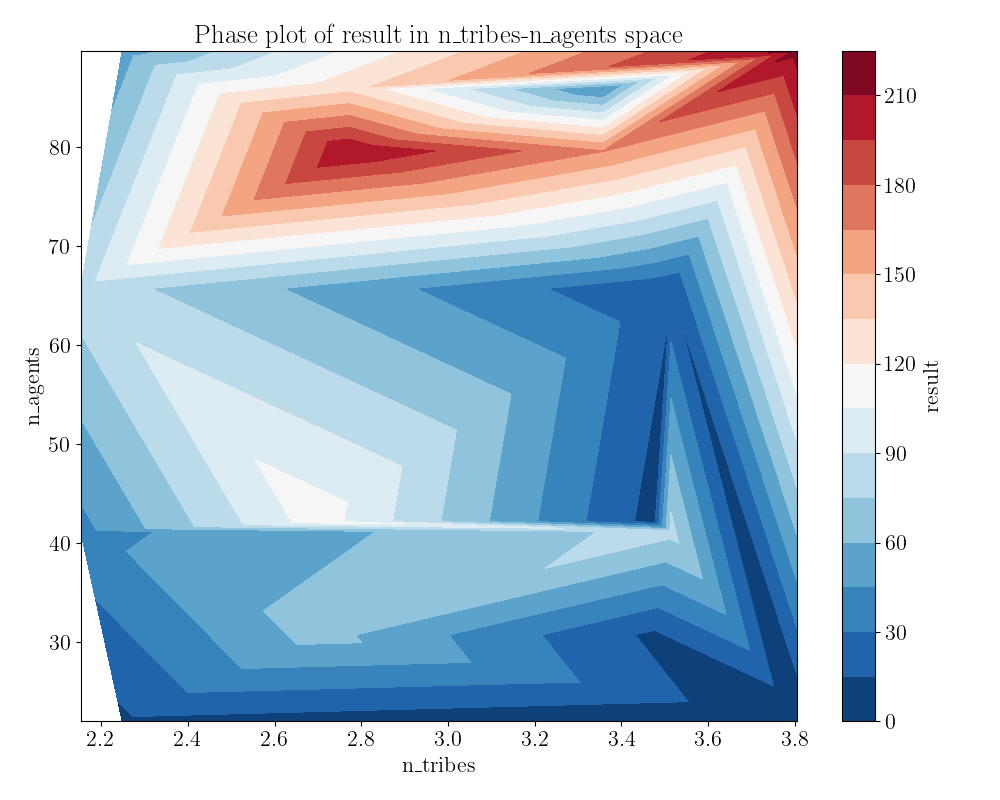 Phase plot of result in n_tribes-n_agents space
n_agents
80
70
60
50
40
30
2.2 2.4 2.6 2.8 3.0 3.2 3.4 3.6 3.8
n_tribes
210
180
150
120
90
60
30
0
result